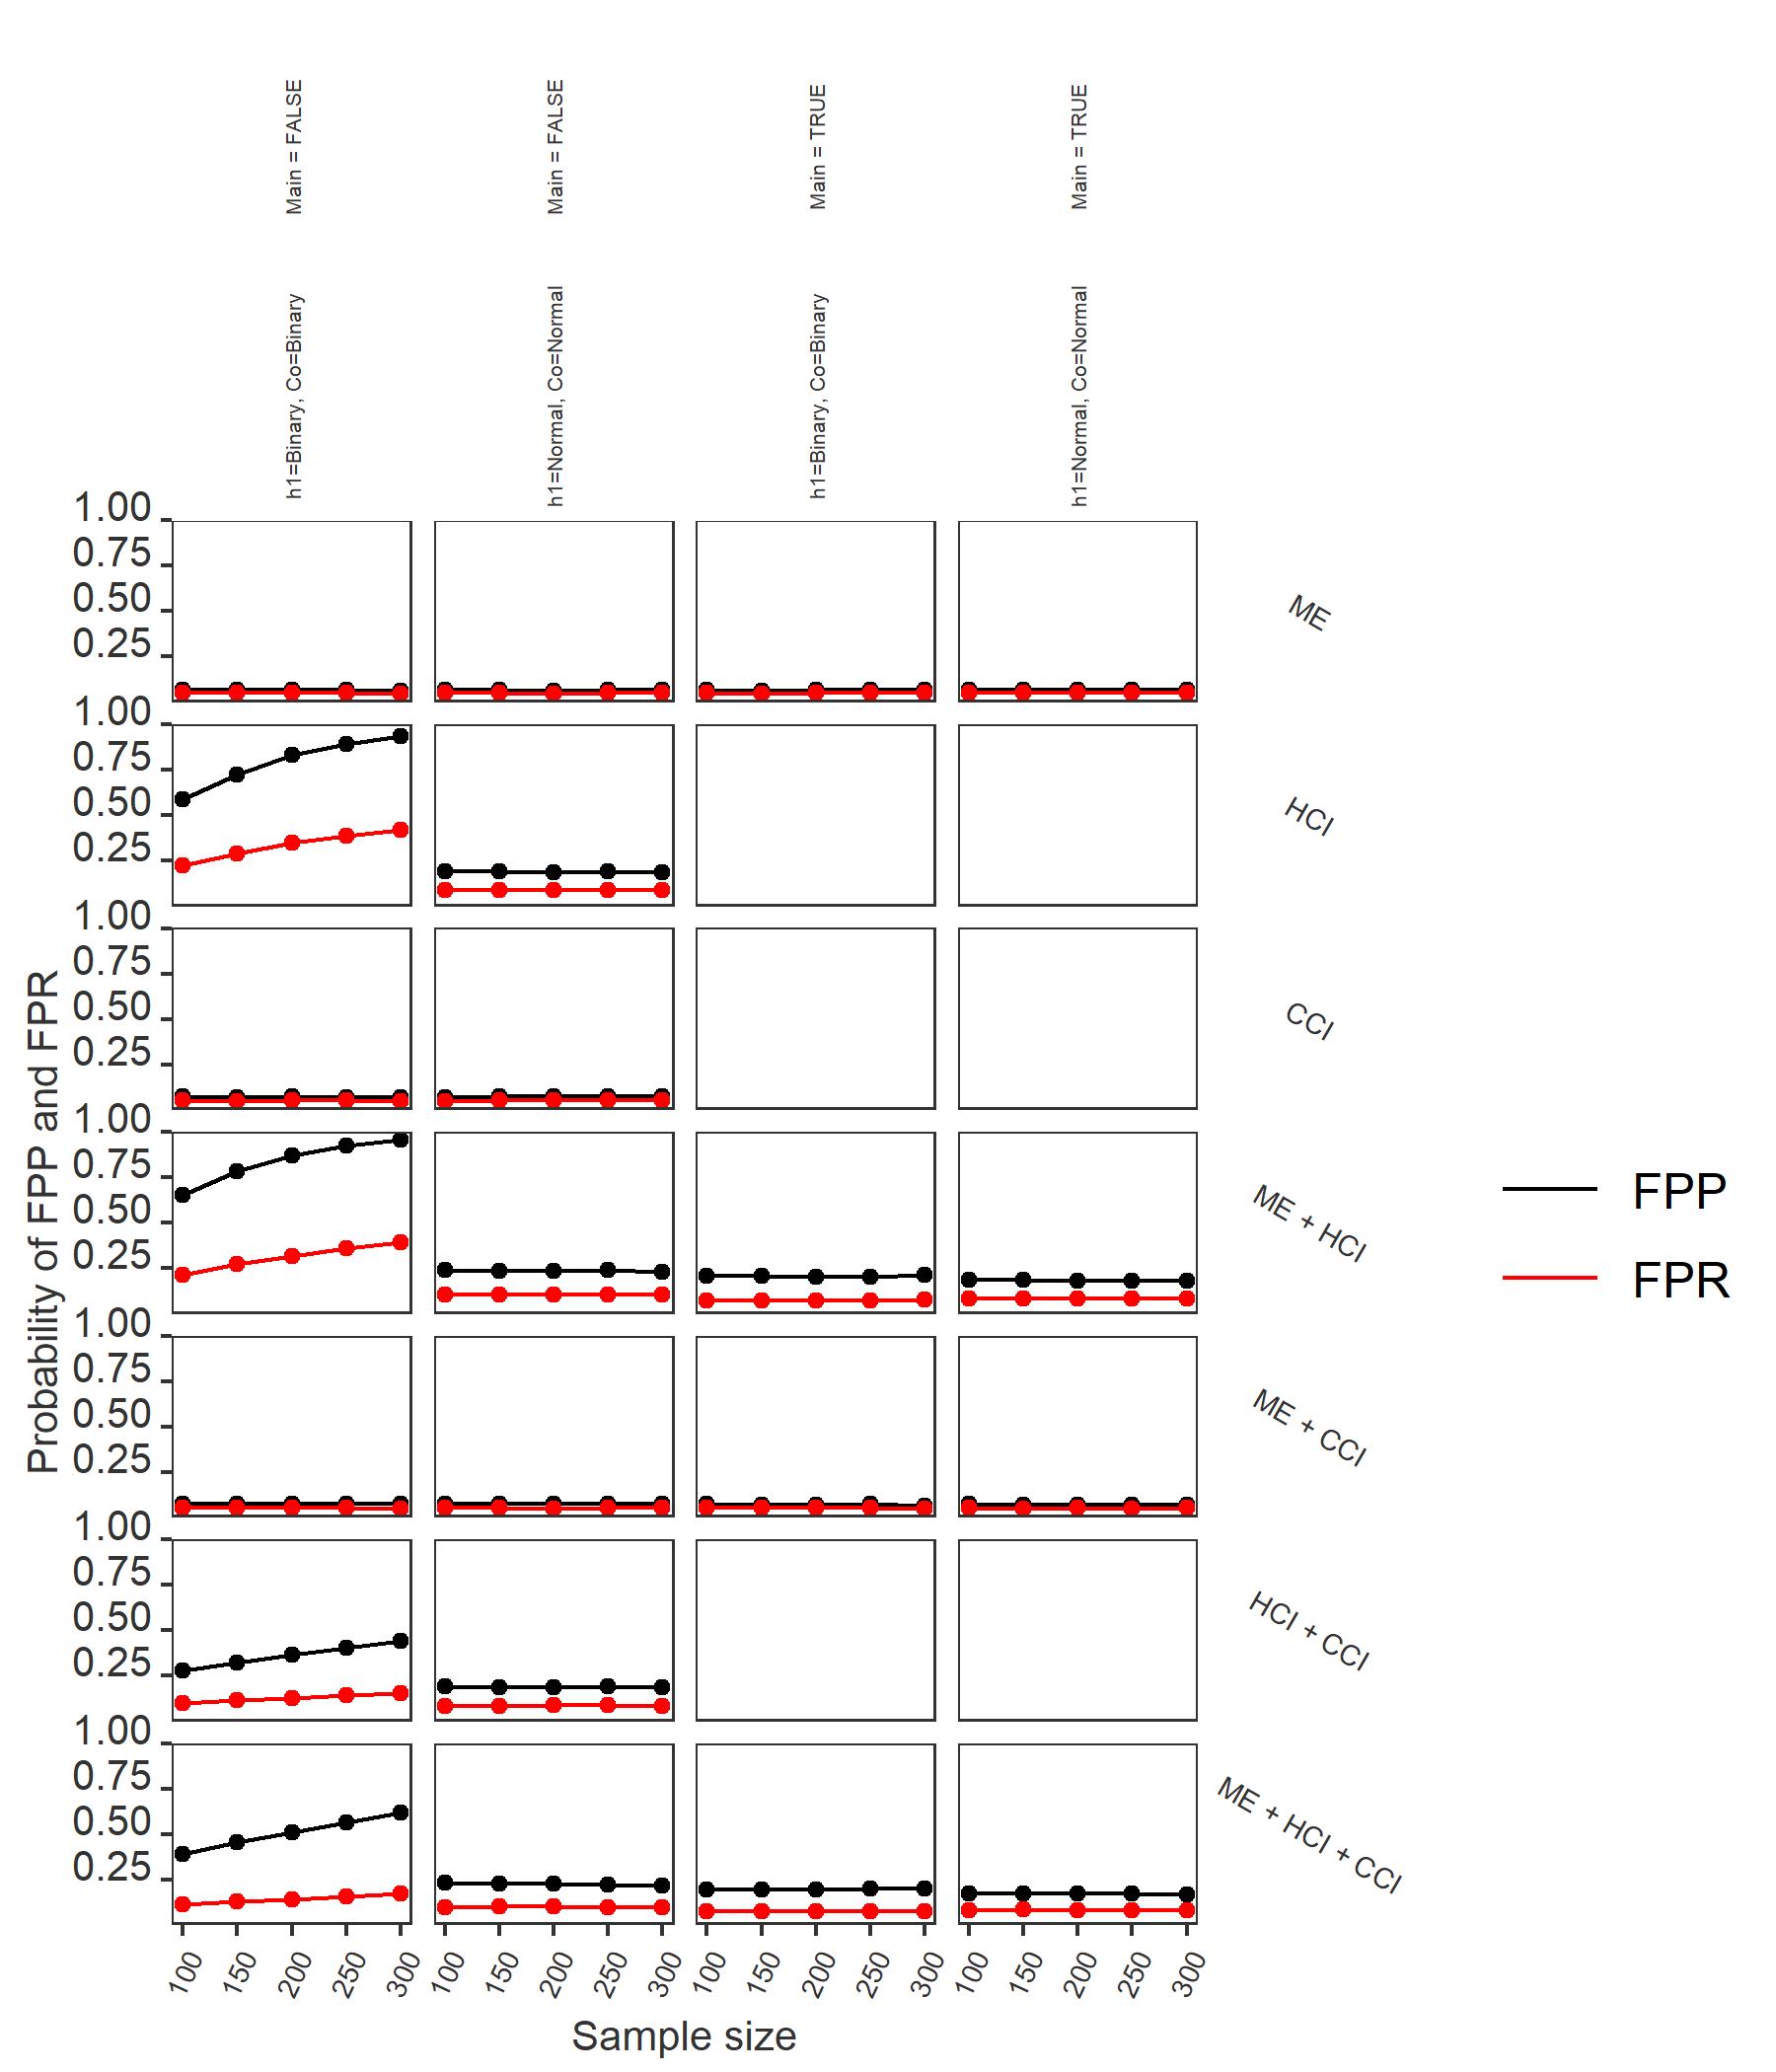 Main = FALSE
Main = FALSE
Main = TRUE
Main = TRUE
h1=Binary, Co=Binary
h1=Normal, Co=Normal
h1=Binary, Co=Binary
h1=Normal, Co=Normal
1.00
0.75
0.50
0.25
ME
1.00
0.75
0.50
0.25
HCI
1.00
0.75
0.50
0.25
CCI
1.00
0.75
0.50
0.25
ME + HCI
1.00
0.75
0.50
0.25
ME + CCI
1.00
0.75
0.50
0.25
HCI + CCI
1.00
0.75
0.50
0.25
ME + HCI + CCI
Probability of FPP and FPR
FPP
FPR
100 150 200 250 300 100 150 200 250 300 100 150 200 250 300 100 150 200 250 300
Sample size